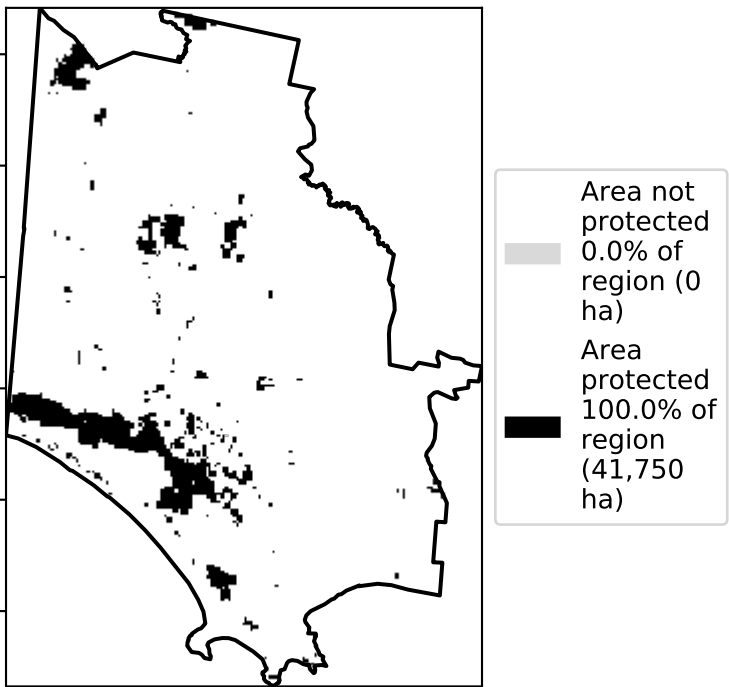 Area not
protected
0.0% of
region (0
ha)
Area
protected
100.0% of
region
(41,750
ha)